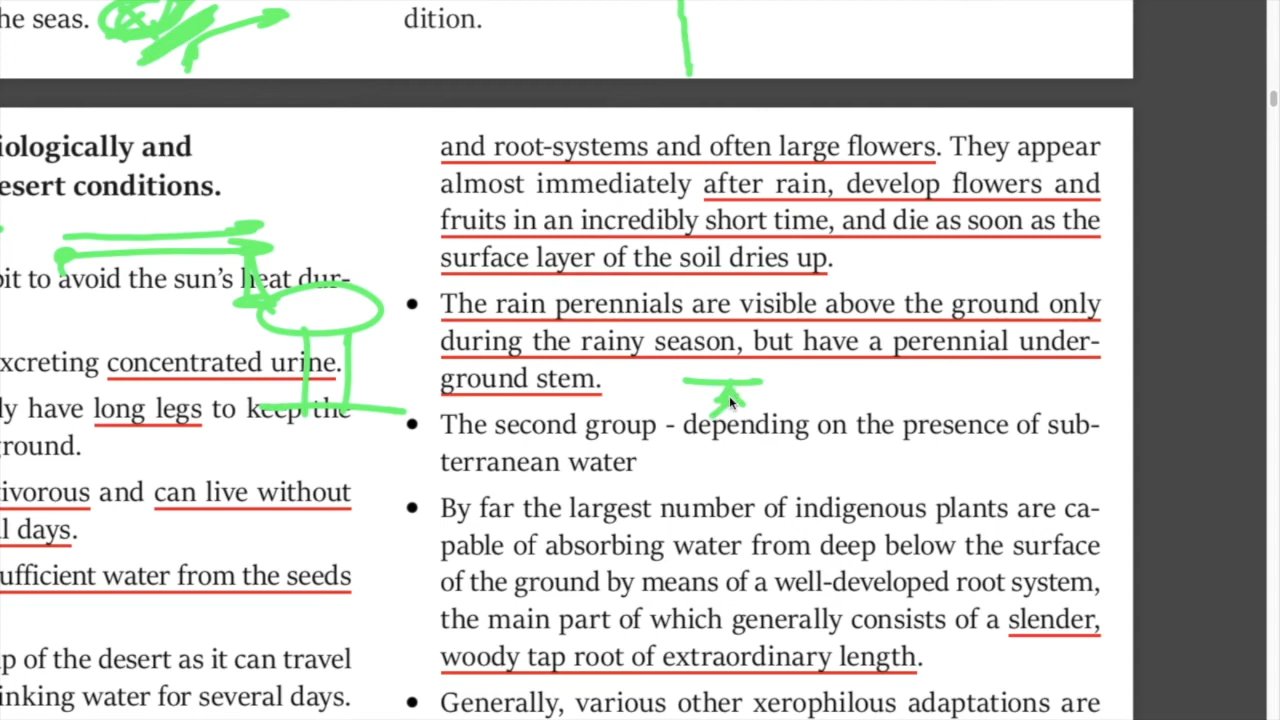 he seas.
dition.
iologically and
esert conditions.
bit to avoid the sun's heat dur-
xcreting concentrated urine.
ly have long legs to keep the
round.
ivorous and can live without
l days.
ufficient water from the seeds
p of the desert as it can travel
inking water for several days.
and root-systems and often large flowers. They appear
almost immediately after rain, develop flowers and
fruits in an incredibly short time, and die as soon as the
surface layer of the soil dries up.
• The rain perennials are visible above the ground only
during the rainy season, but have a perennial under-
ground stem.
• The second group - depending on the presence of sub-
terranean water
• By far the largest number of indigenous plants are ca-
pable of absorbing water from deep below the surface
of the ground by means of a well-developed root system,
the main part of which generally consists of a slender,
woody tap root of extraordinary length.
• Generally, various other xerophilous adaptations are